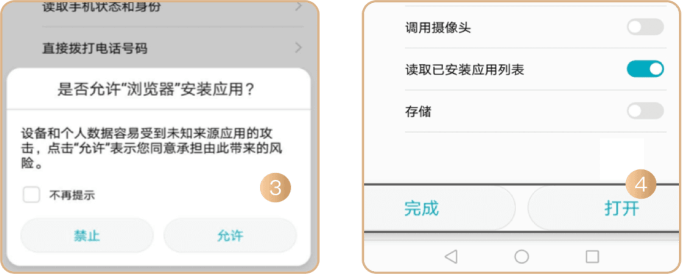 读取手机状态和身份
直接拨打电话号码
是否允许“浏览器”安装应用？
设备和个人数据容易受到未知来源应用的攻
击，点击“允许”表示您同意承担由此带来的风
险。
不再提示
3
禁止
允许
调用摄像头
读取已安装应用列表
存储
4
完成
打开